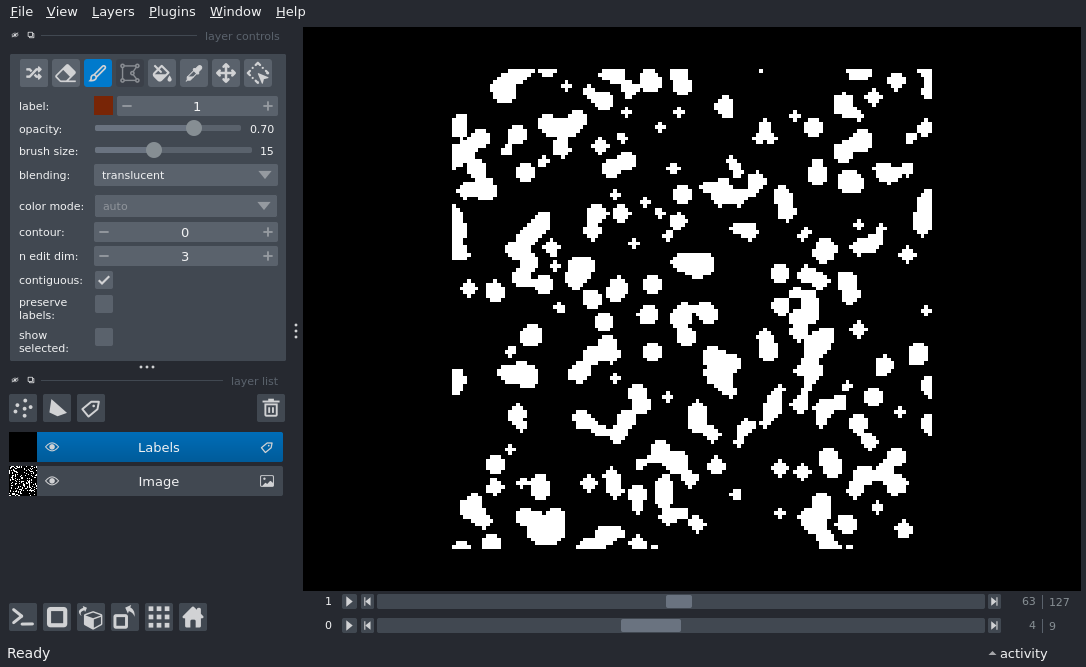 File View Layers Plugins Window Help
layer controls
label: 1
opacity: 0.70
brush size: 15
blending: translucent
color mode: auto
contour: 0
n edit dim: 3
contiguous:
preserve
labels:
show
selected:
layer list
Labels
Image
1 63 127
0 4 9
Ready activity